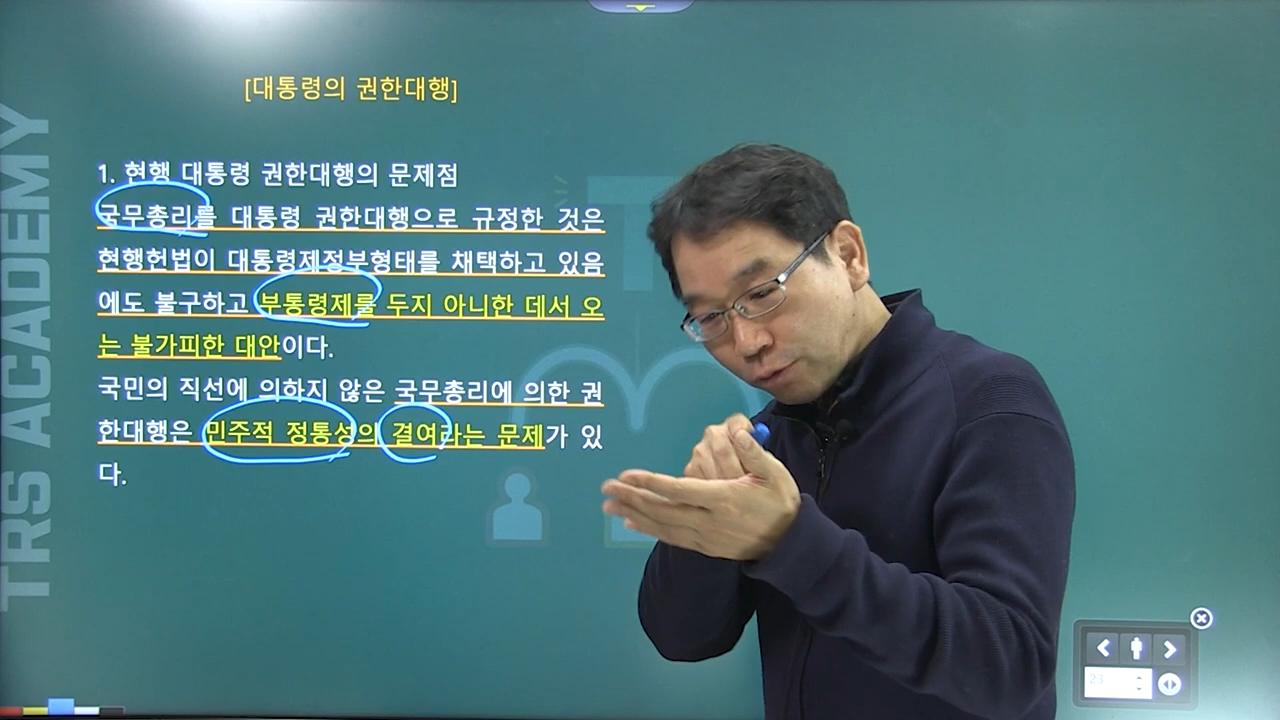 [대통령의 권한대행]
1. 현행 대통령 권한대행의 문제점
국무총리를 대통령 권한대행으로 규정한 것은
현행헌법이 대통령제정부형태를 채택하고 있음
에도 불구하고 부통령제를 두지 아니한 데서 오
는 불가피한 대안이다.
국민의 직선에 의하지 않은 국무총리에 의한 권
한대행은 민주적 정통성의 결여라는 문제가 있
다.
TRS ACADEMY
23